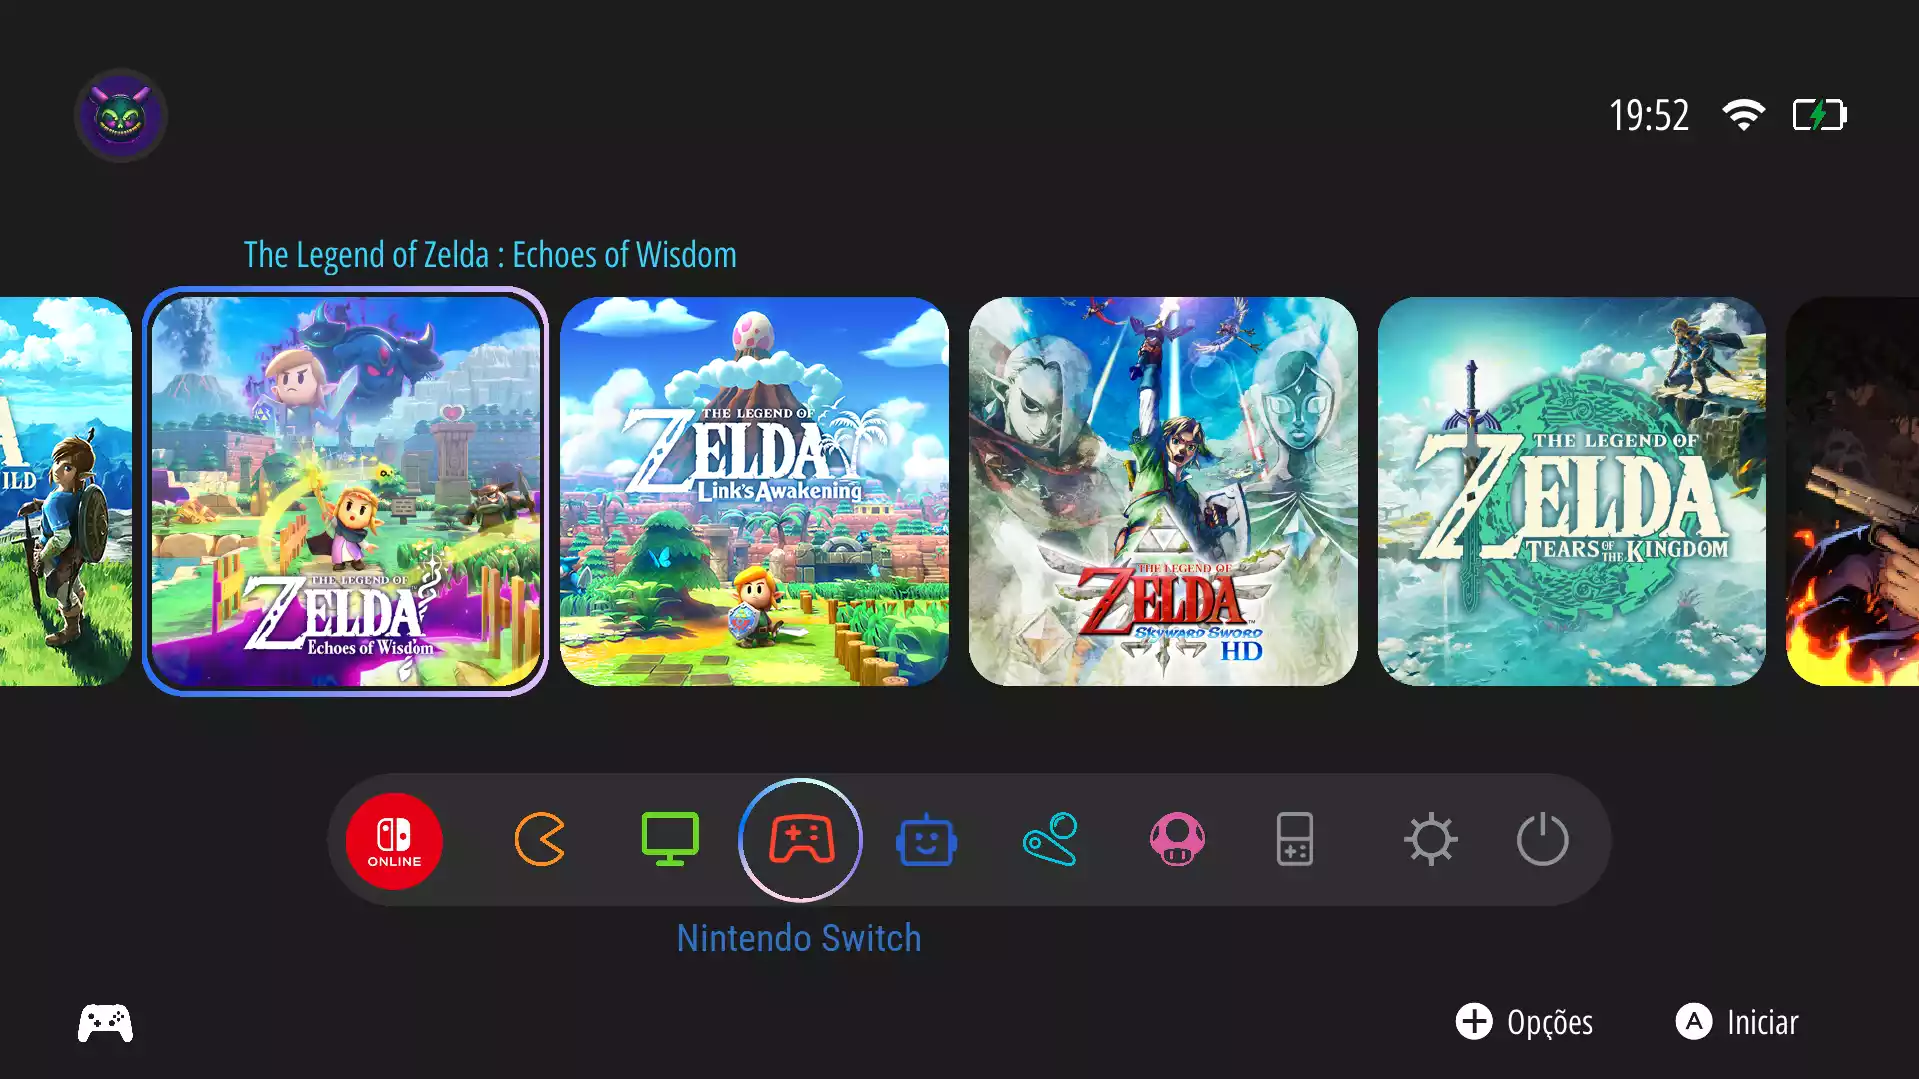 19:52
The Legend of Zelda : Echoes of Wisdom
ILD
THE LEGEND OF
ZELDA
Echoes of Wisdom
THE LEGEND OF
ZELDA
Link's Awakening
THE LEGEND OF
ZELDA™
SKYWARD SWORD
HD
THE LEGEND OF
ZELDA
TEARS OF THE KINGDOM
ONLINE
Nintendo Switch
+ Opções
A Iniciar